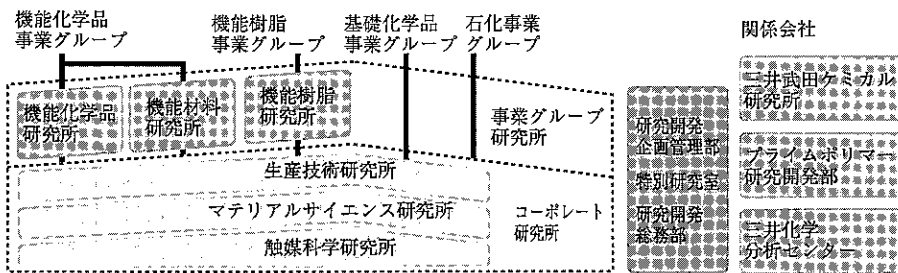 機能化学品
事業グループ
機能樹脂
事業グループ
基礎化学品
事業グループ
石化事業
グループ
関係会社
機能化学品
研究所
機能材料
研究所
機能樹脂
研究所
事業グループ
研究所
生産技術研究所
マテリアルサイエンス研究所
触媒科学研究所
コーポレート
研究所
研究開発
企画管理部
特別研究室
研究開発
総務部
三井武田ケミカル
研究所
プライムポリマー
研究開発部
三井化学
分析センター